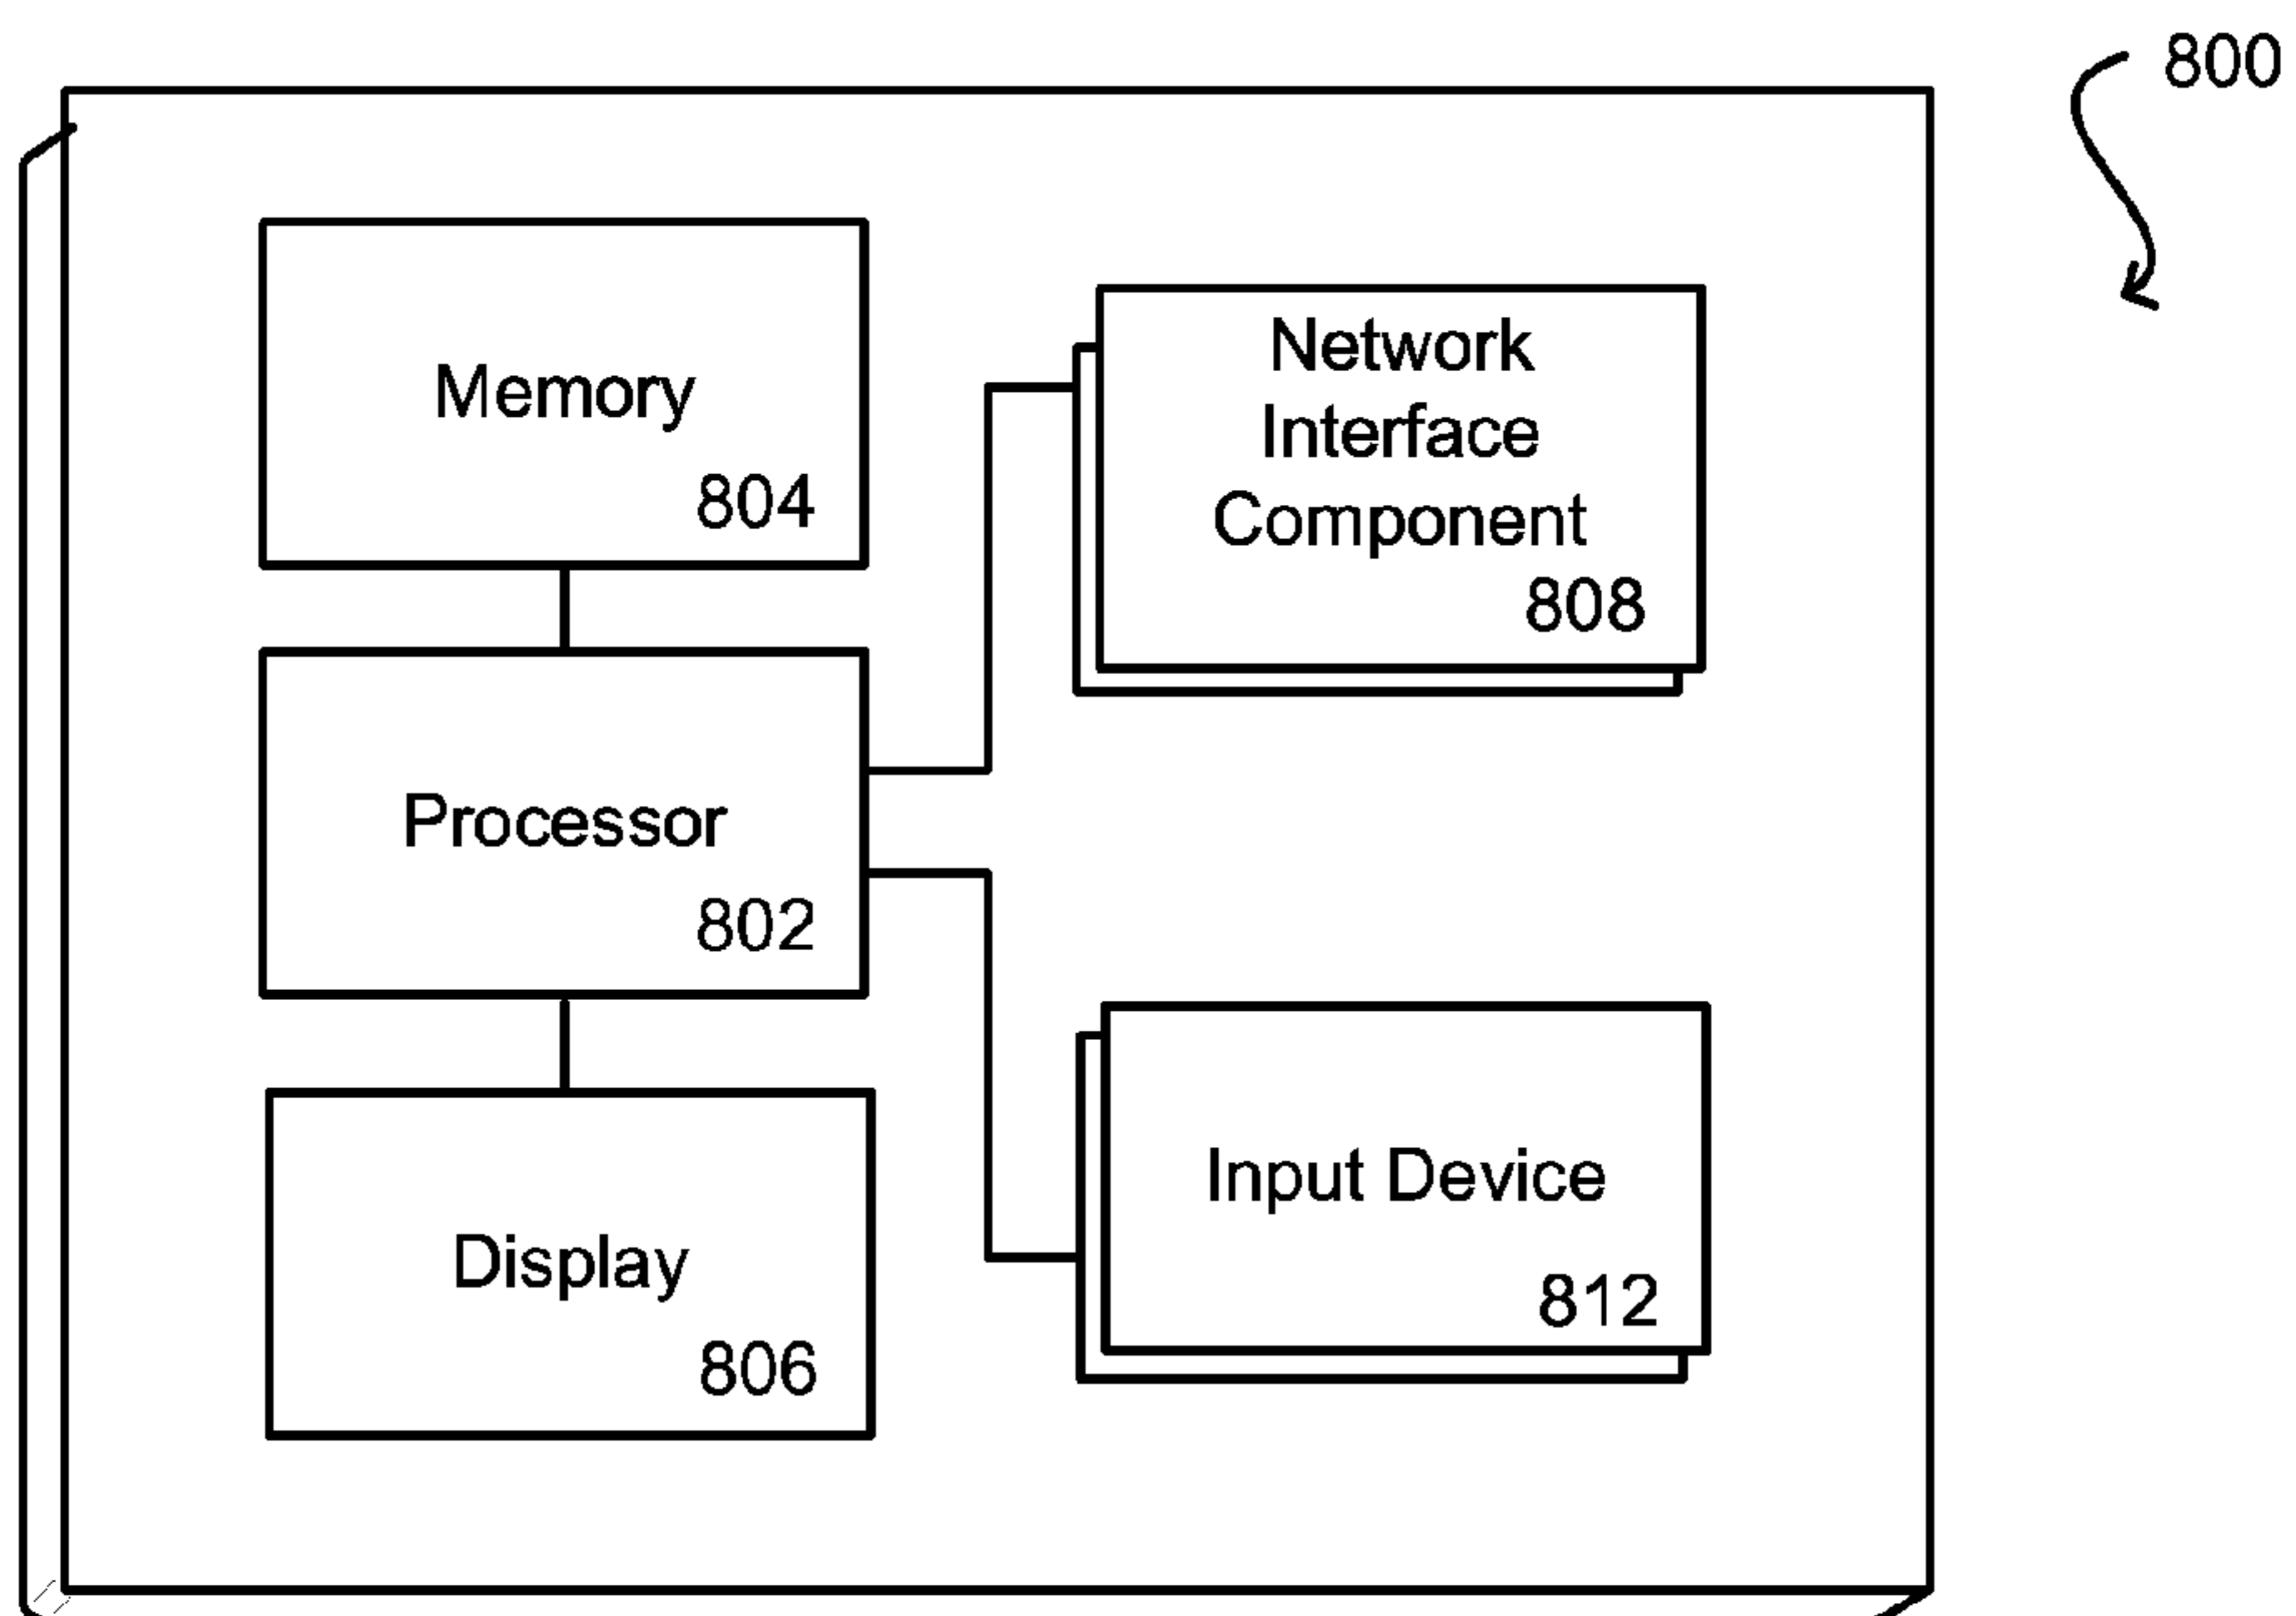 800
Memory
804
Network
Interface
Component
808
Processor
802
Input Device
812
Display
806